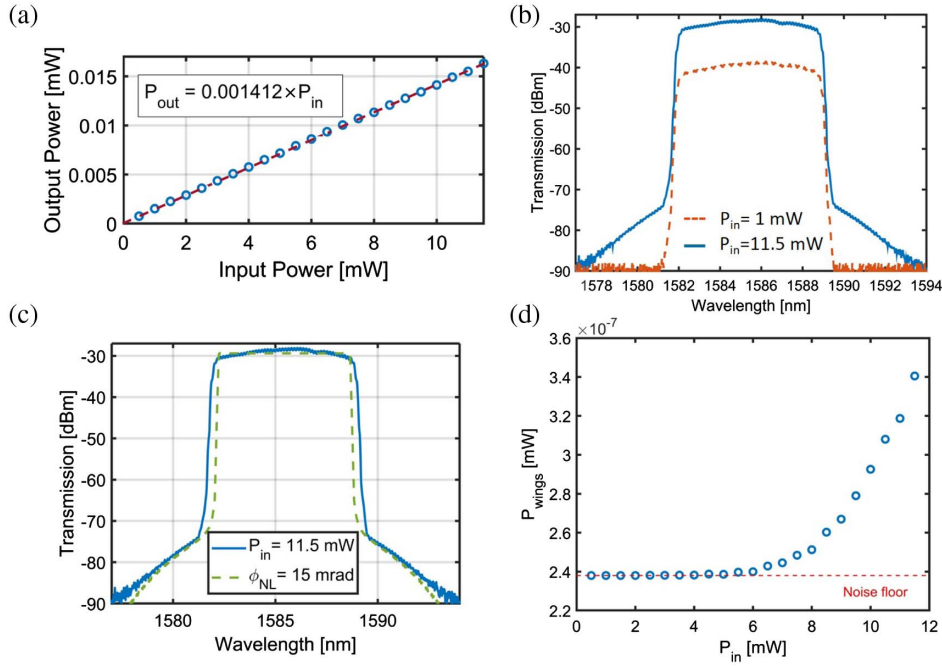 (a)
Output Power [mW]
0.015
0.01
0.005
0
P_out = 0.001412×P_in
0 2 4 6 8 10
Input Power [mW]
(b)
Transmission [dBm]
-30
-40
-50
-60
-70
-80
-90
P_in= 1 mW
P_in=11.5 mW
1578 1580 1582 1584 1586 1588 1590 1592 1594
Wavelength [nm]
(c)
Transmission [dBm]
-30
-40
-50
-60
-70
-80
-90
P_in= 11.5 mW
ϕ_NL = 15 mrad
1580 1585 1590
Wavelength [nm]
(d)
×10^-7
P_wings [mW]
3.6
3.4
3.2
3
2.8
2.6
2.4
2.2
Noise floor
0 2 4 6 8 10 12
P_in [mW]